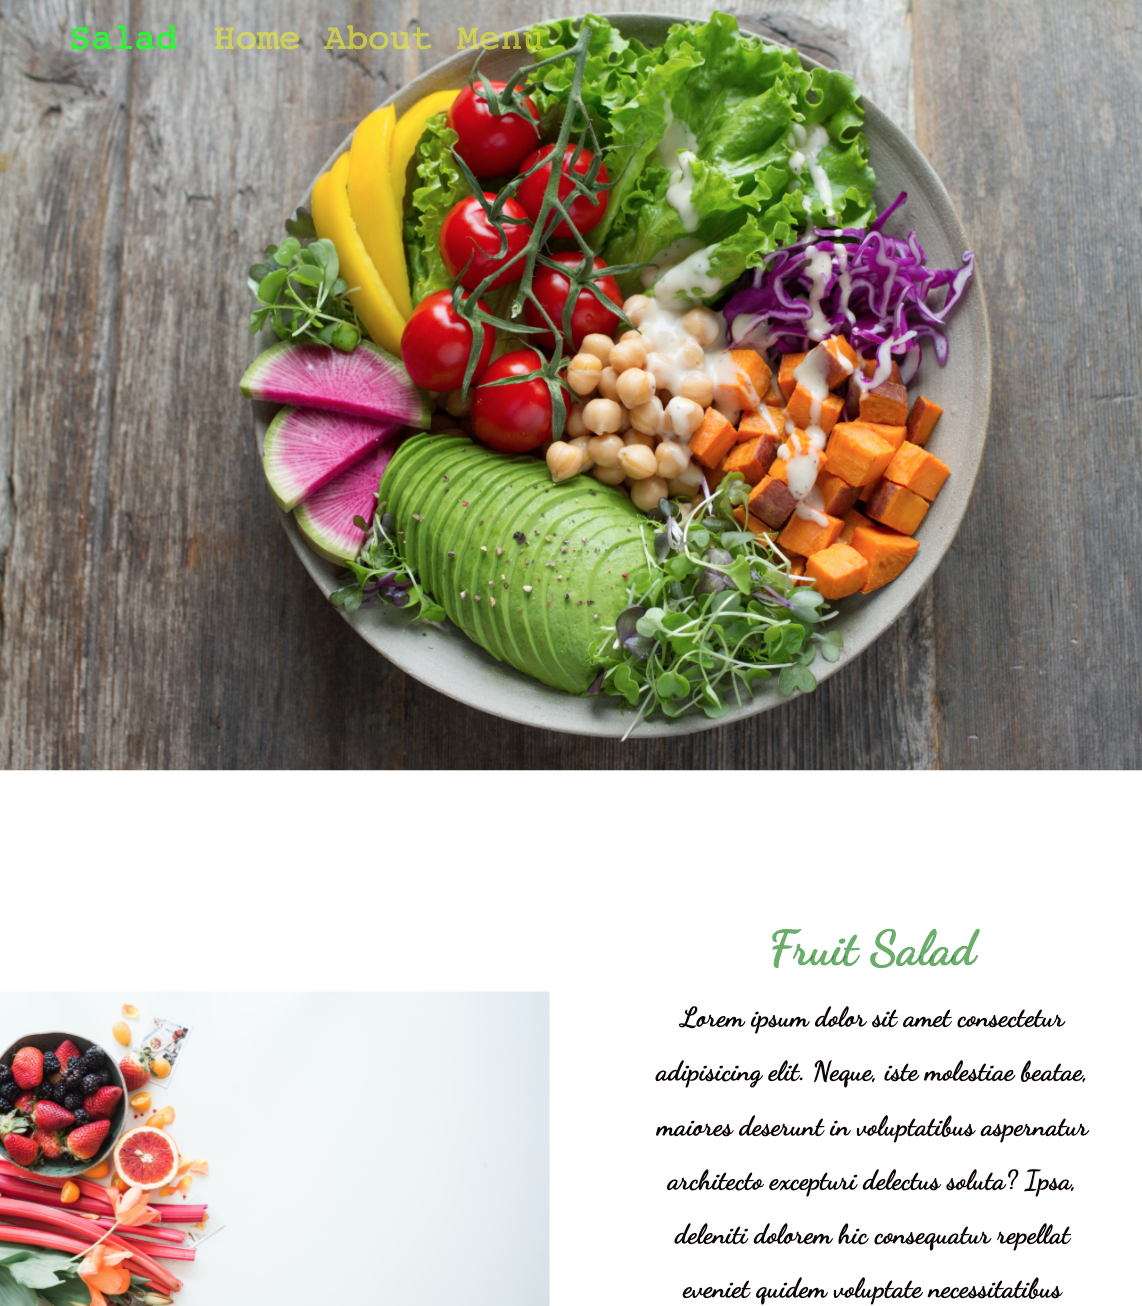 Salad Home About Menu
Fruit Salad
Lorem ipsum dolor sit amet consectetur
adipisicing elit. Neque, iste molestiae beatae,
maiores deserunt in voluptatibus aspernatur
architecto excepturi delectus soluta? Ipsa,
deleniti dolorem hic consequatur repellat
eveniet quidem voluptate necessitatibus